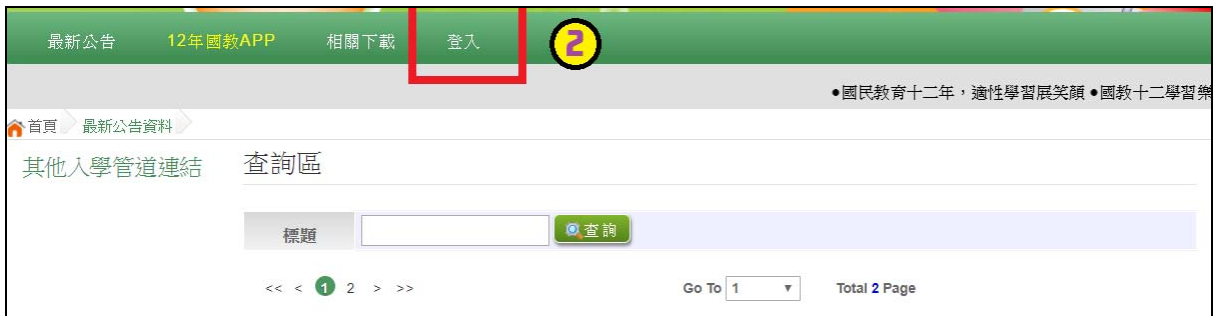 最新公告 12年國教APP 相關下載 登入 2
●國民教育十二年,適性學習展笑顏 ●國教十二學習樂
首頁 最新公告資料
其他入學管道連結 查詢區
標題 查詢
<< < 1 2 > >> Go To 1 Total 2 Page